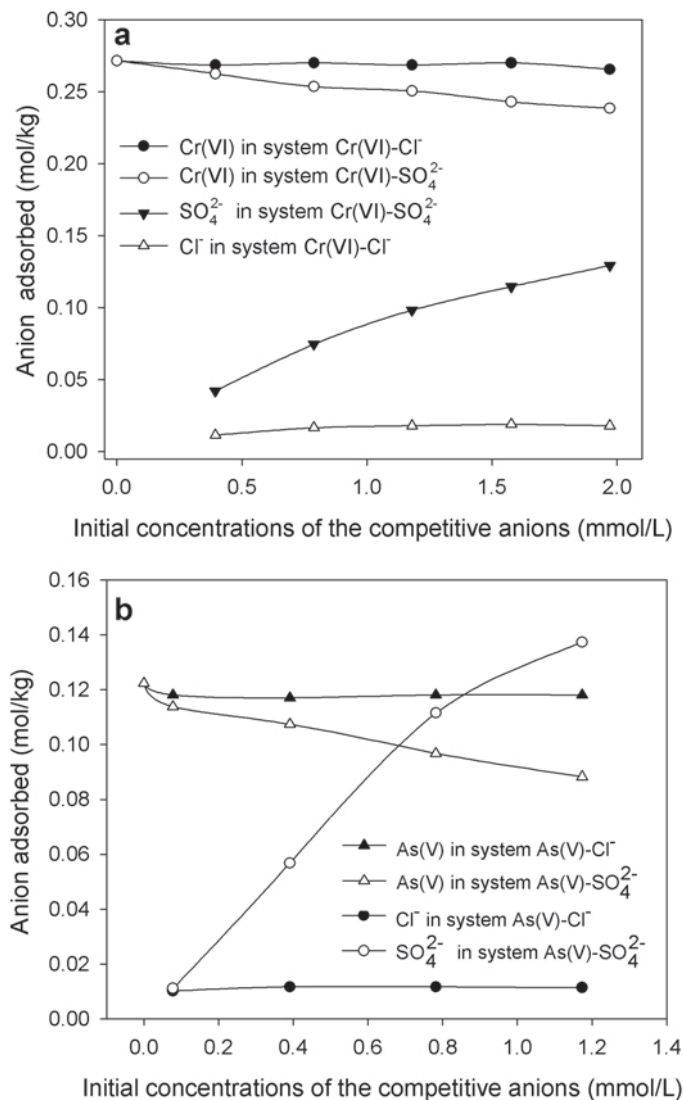 a
0.30
0.25
0.20
0.15
0.10
0.05
0.00
Anion adsorbed (mol/kg)
Cr(VI) in system Cr(VI)-Cl⁻
Cr(VI) in system Cr(VI)-SO₄²⁻
SO₄²⁻ in system Cr(VI)-SO₄²⁻
Cl⁻ in system Cr(VI)-Cl⁻
0.0 0.5 1.0 1.5 2.0
Initial concentrations of the competitive anions (mmol/L)
b
0.16
0.14
0.12
0.10
0.08
0.06
0.04
0.02
0.00
Anion adsorbed (mol/kg)
As(V) in system As(V)-Cl⁻
As(V) in system As(V)-SO₄²⁻
Cl⁻ in system As(V)-Cl⁻
SO₄²⁻ in system As(V)-SO₄²⁻
0.0 0.2 0.4 0.6 0.8 1.0 1.2 1.4
Initial concentrations of the competitive anions (mmol/L)